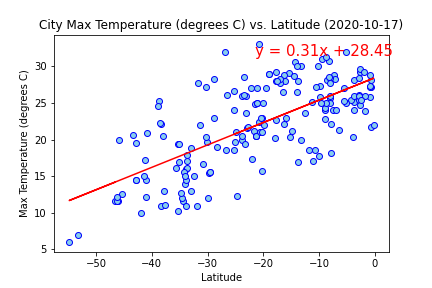 City Max Temperature (degrees C) vs. Latitude (2020-10-17)
y = 0.31x + 28.45
Max Temperature (degrees C)
30
25
20
15
10
5
−50 −40 −30 −20 −10 0
Latitude